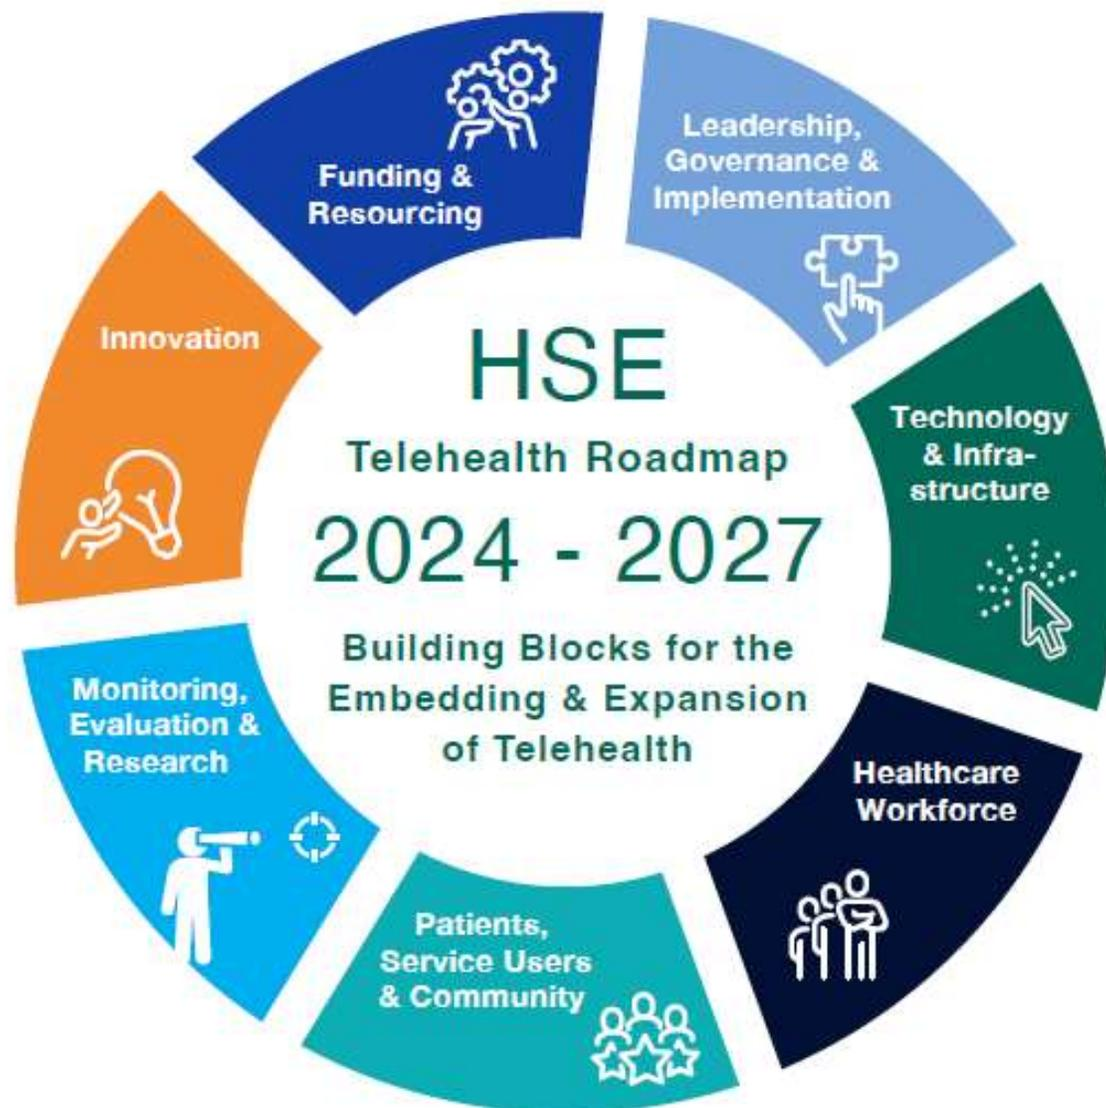 HSE
Telehealth Roadmap
2024 - 2027
Building Blocks for the
Embedding & Expansion
of Telehealth
Leadership,
Governance &
Implementation
Technology
& Infra-
structure
Healthcare
Workforce
Patients,
Service Users
& Community
Monitoring,
Evaluation &
Research
Innovation
Funding &
Resourcing